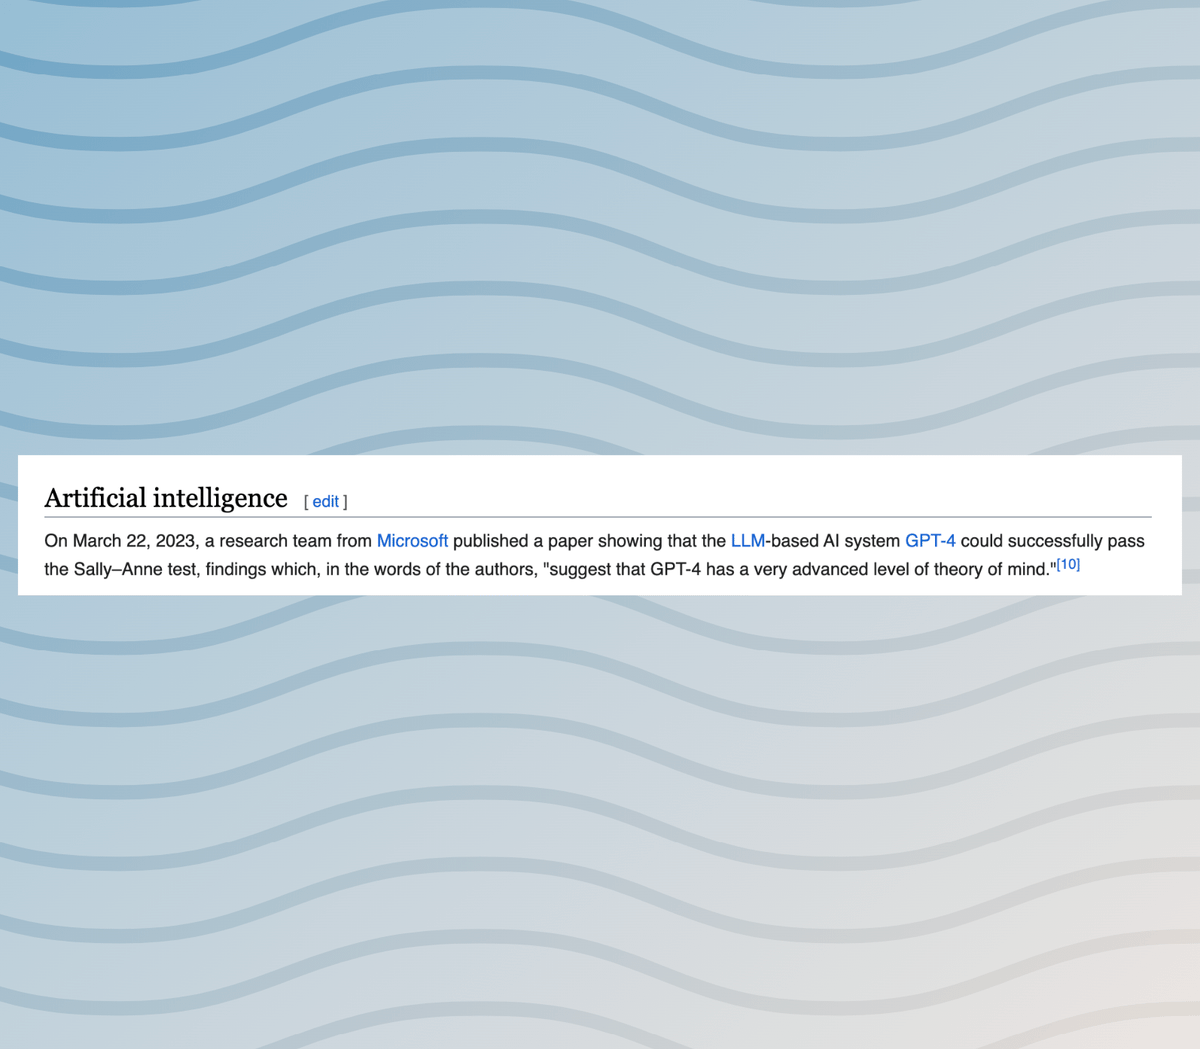 Artificial intelligence [ edit ]
On March 22, 2023, a research team from Microsoft published a paper showing that the LLM-based AI system GPT-4 could successfully pass
the Sally–Anne test, findings which, in the words of the authors, "suggest that GPT-4 has a very advanced level of theory of mind."[10]